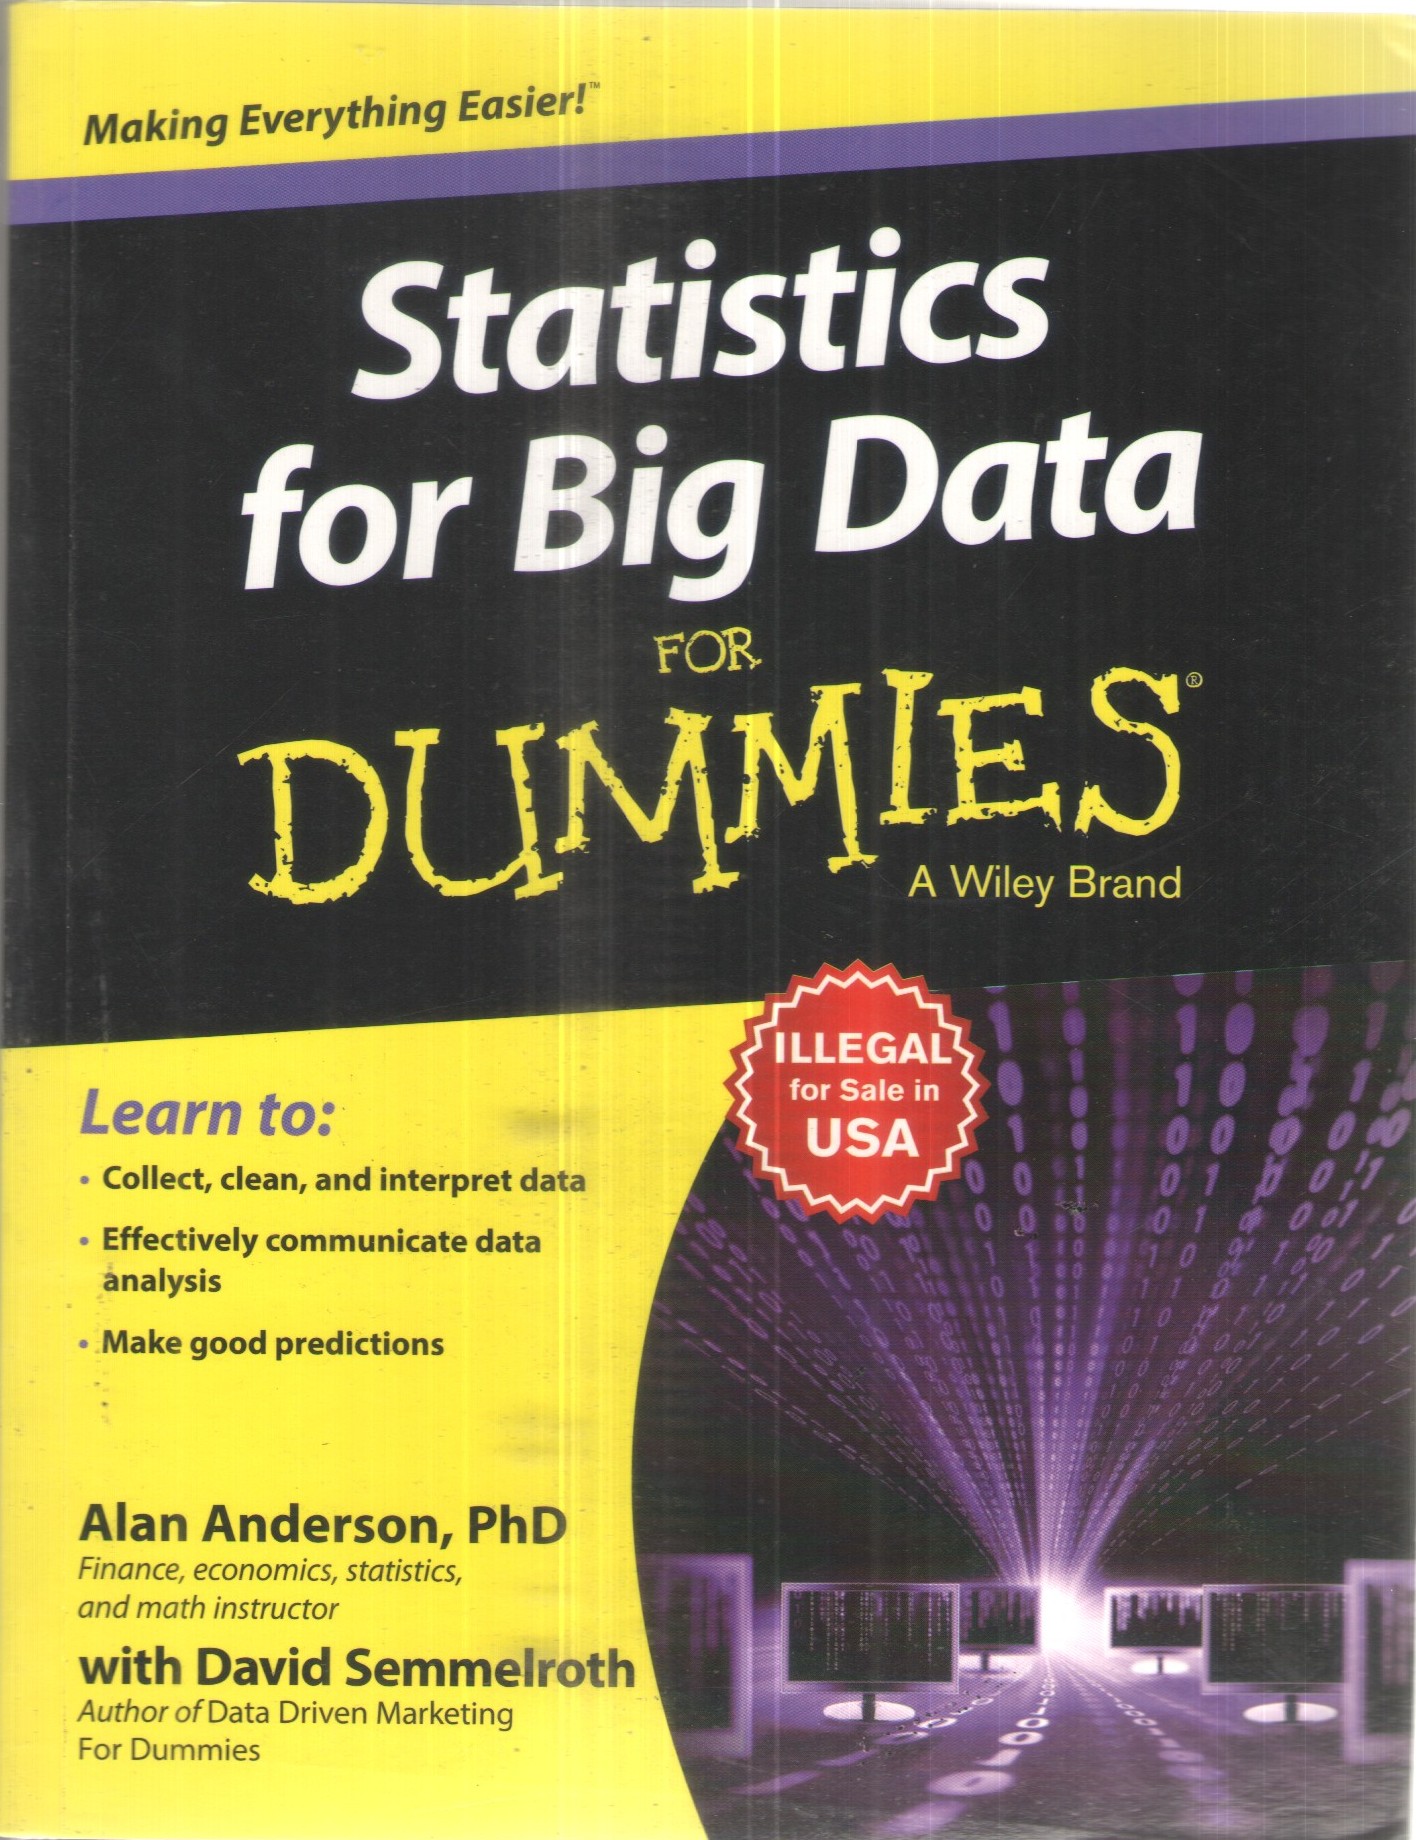 Making Everything Easier!™
Statistics
for Big Data
FOR
DUMMIES®
A Wiley Brand
ILLEGAL
for Sale in
USA
Learn to:
• Collect, clean, and interpret data
• Effectively communicate data
analysis
• Make good predictions
Alan Anderson, PhD
Finance, economics, statistics,
and math instructor
with David Semmelroth
Author of Data Driven Marketing
For Dummies